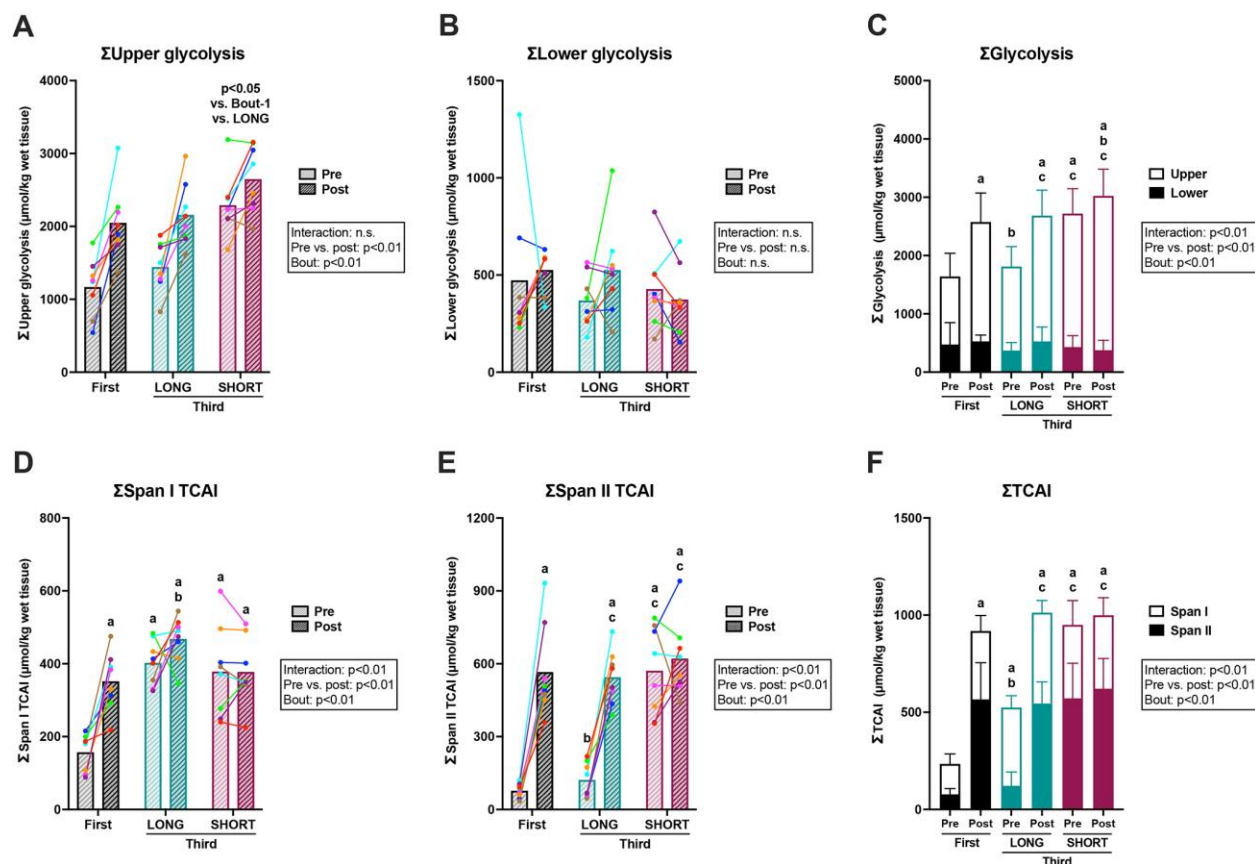 A
ΣUpper glycolysis
ΣUpper glycolysis (µmol/kg wet tissue)
4000
3000
2000
1000
0
p<0.05
vs. Bout-1
vs. LONG
First
LONG
SHORT
Third
Pre
Post
Interaction: n.s.
Pre vs. post: p<0.01
Bout: p<0.01
B
ΣLower glycolysis
ΣLower glycolysis (µmol/kg wet tissue)
1500
1000
500
0
First
LONG
SHORT
Third
Pre
Post
Interaction: n.s.
Pre vs. post: n.s.
Bout: n.s.
C
ΣGlycolysis
ΣGlycolysis (µmol/kg wet tissue)
5000
4000
3000
2000
1000
0
a
b
a
c
a
c
a
b
c
Pre Post Pre Post Pre Post
First
LONG
SHORT
Third
Upper
Lower
Interaction: p<0.01
Pre vs. post: p<0.01
Bout: p<0.01
D
ΣSpan I TCAI
ΣSpan I TCAI (µmol/kg wet tissue)
800
600
400
200
0
a
a
a
b
a
a
First
LONG
SHORT
Third
Pre
Post
Interaction: p<0.01
Pre vs. post: p<0.01
Bout: p<0.01
E
ΣSpan II TCAI
ΣSpan II TCAI (µmol/kg wet tissue)
1200
900
600
300
0
a
b
a
c
a
c
a
c
First
LONG
SHORT
Third
Pre
Post
Interaction: p<0.01
Pre vs. post: p<0.01
Bout: p<0.01
F
ΣTCAI
ΣTCAI (µmol/kg wet tissue)
1500
1000
500
0
a
a
b
a
c
a
c
a
c
Pre Post Pre Post Pre Post
First
LONG
SHORT
Third
Span I
Span II
Interaction: p<0.01
Pre vs. post: p<0.01
Bout: p<0.01